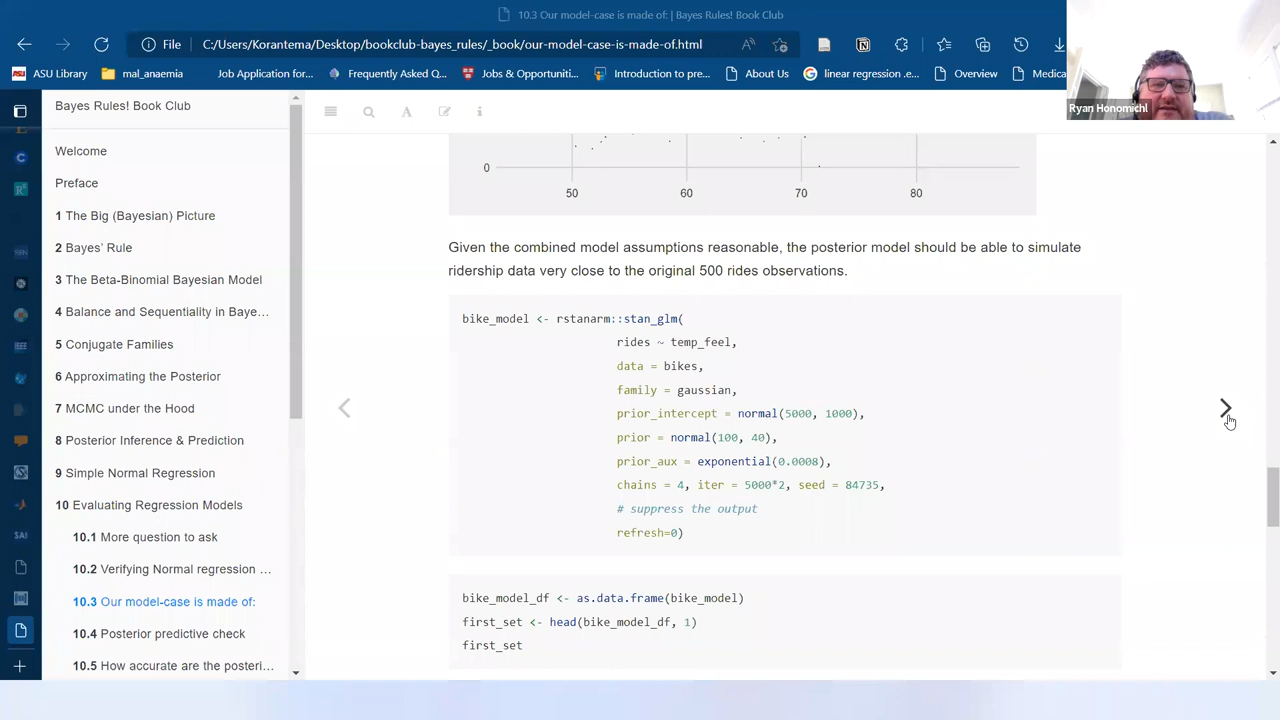 10.3 Our model-case is made of: | Bayes Rules! Book Club
File C:/Users/Korantema/Desktop/bookclub-bayes_rules/_book/our-model-case-is-made-of.html
ASU Library mal_anaemia Job Application for... Frequently Asked Q... Jobs & Opportuniti... Introduction to pre... About Us linear regression .e... Overview Medica
Ryan Honomichl
Bayes Rules! Book Club
Welcome
Preface
1 The Big (Bayesian) Picture
2 Bayes' Rule
3 The Beta-Binomial Bayesian Model
4 Balance and Sequentiality in Baye...
5 Conjugate Families
6 Approximating the Posterior
7 MCMC under the Hood
8 Posterior Inference & Prediction
9 Simple Normal Regression
10 Evaluating Regression Models
10.1 More question to ask
10.2 Verifying Normal regression ...
10.3 Our model-case is made of:
10.4 Posterior predictive check
10.5 How accurate are the posteri...
0
50 60 70 80
Given the combined model assumptions reasonable, the posterior model should be able to simulate
ridership data very close to the original 500 rides observations.
bike_model <- rstanarm::stan_glm(
rides ~ temp_feel,
data = bikes,
family = gaussian,
prior_intercept = normal(5000, 1000),
prior = normal(100, 40),
prior_aux = exponential(0.0008),
chains = 4, iter = 5000*2, seed = 84735,
# suppress the output
refresh=0)
bike_model_df <- as.data.frame(bike_model)
first_set <- head(bike_model_df, 1)
first_set